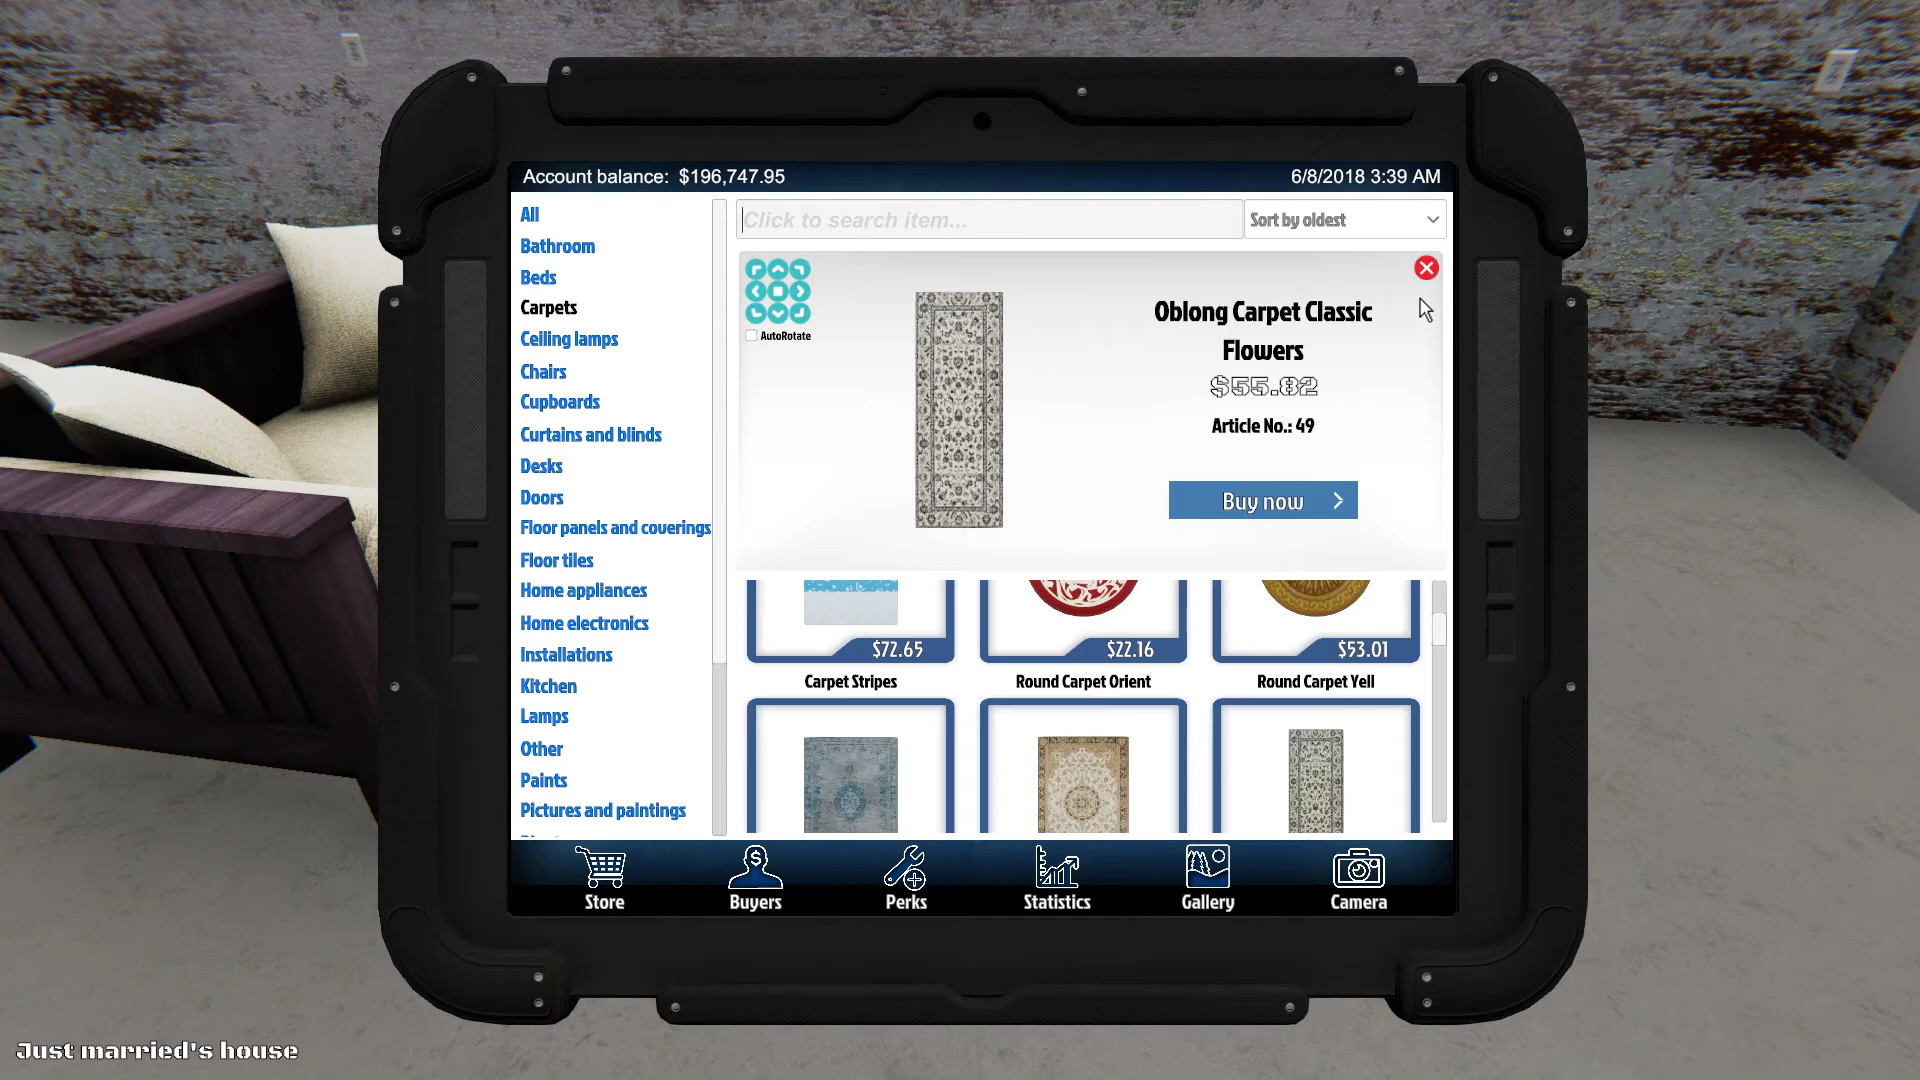 Account balance: $196,747.95
6/8/2018 3:39 AM
All
Bathroom
Beds
Carpets
Ceiling lamps
Chairs
Cupboards
Curtains and blinds
Desks
Doors
Floor panels and coverings
Floor tiles
Home appliances
Home electronics
Installations
Kitchen
Lamps
Other
Paints
Pictures and paintings
Click to search item...
Sort by oldest
AutoRotate
Oblong Carpet Classic
Flowers
$55.82
Article No.: 49
Buy now
$72.65
$22.16
$53.01
Carpet Stripes
Round Carpet Orient
Round Carpet Yell
Store
Buyers
Perks
Statistics
Gallery
Camera
Just married's house